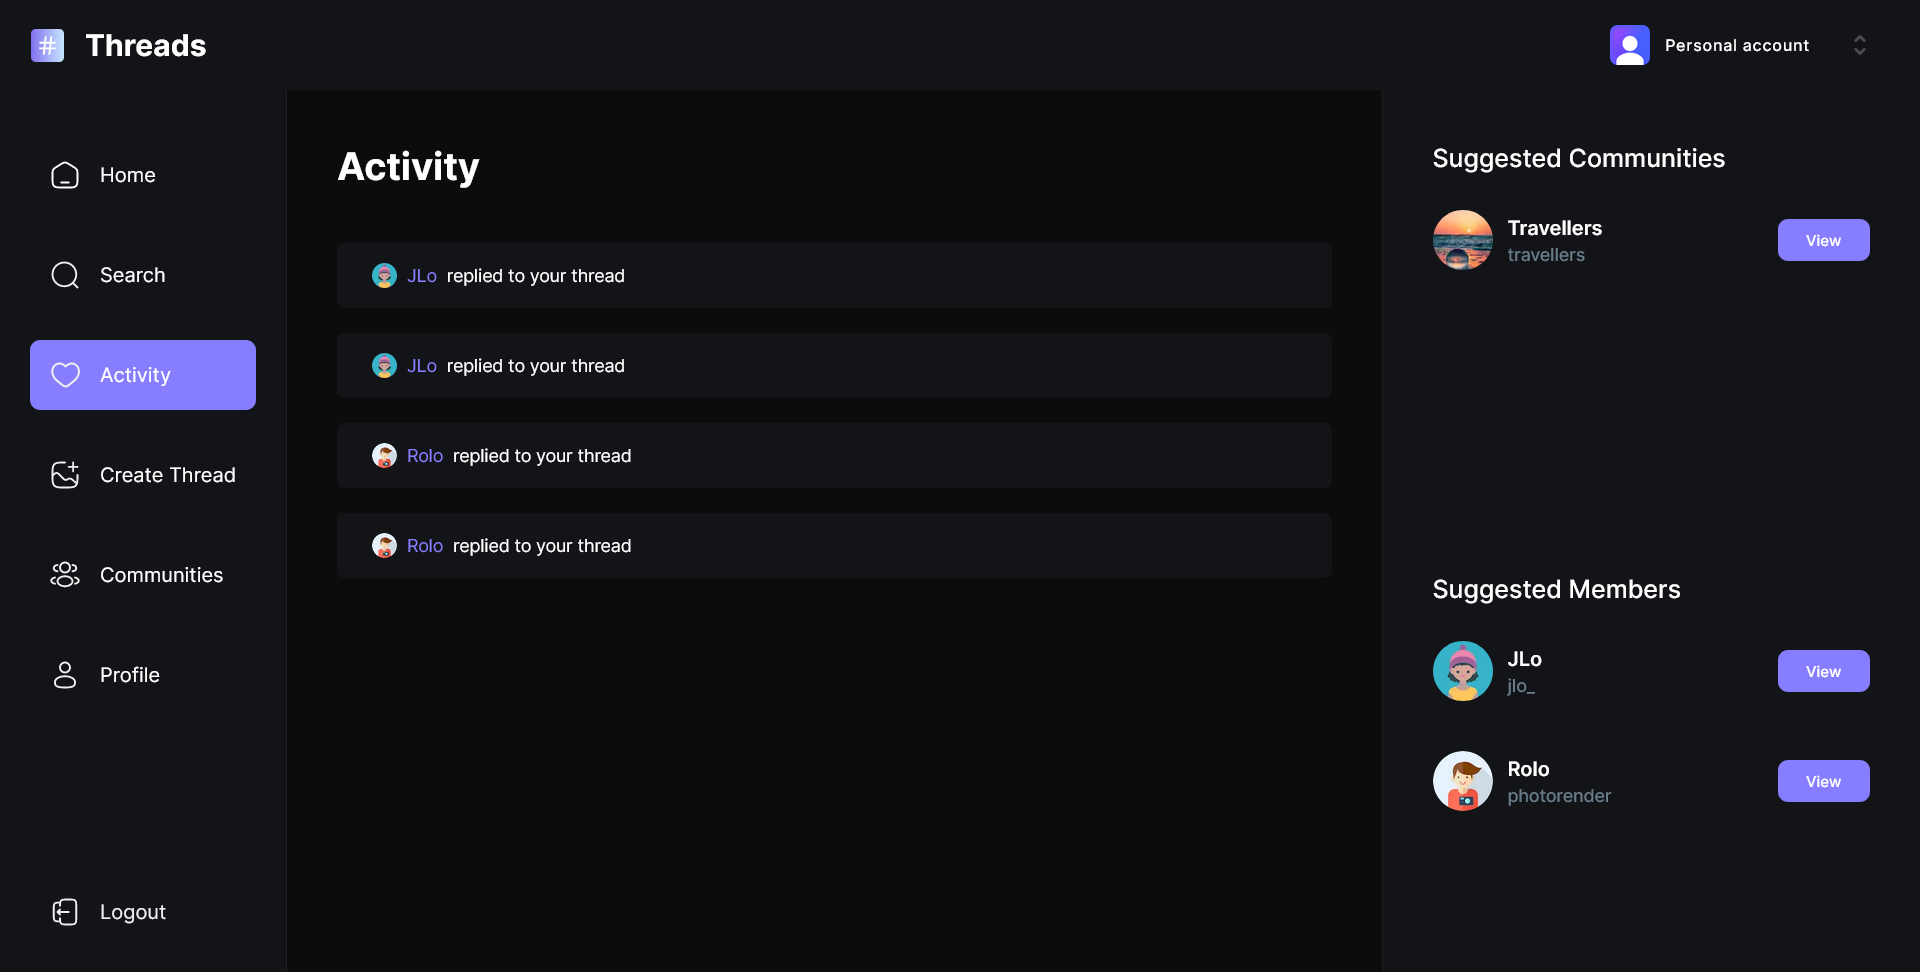 # Threads
Personal account
Home
Search
Activity
Create Thread
Communities
Profile
Logout
Activity
JLo replied to your thread
JLo replied to your thread
Rolo replied to your thread
Rolo replied to your thread
Suggested Communities
Travellers
travellers
View
Suggested Members
JLo
jlo_
View
Rolo
photorender
View